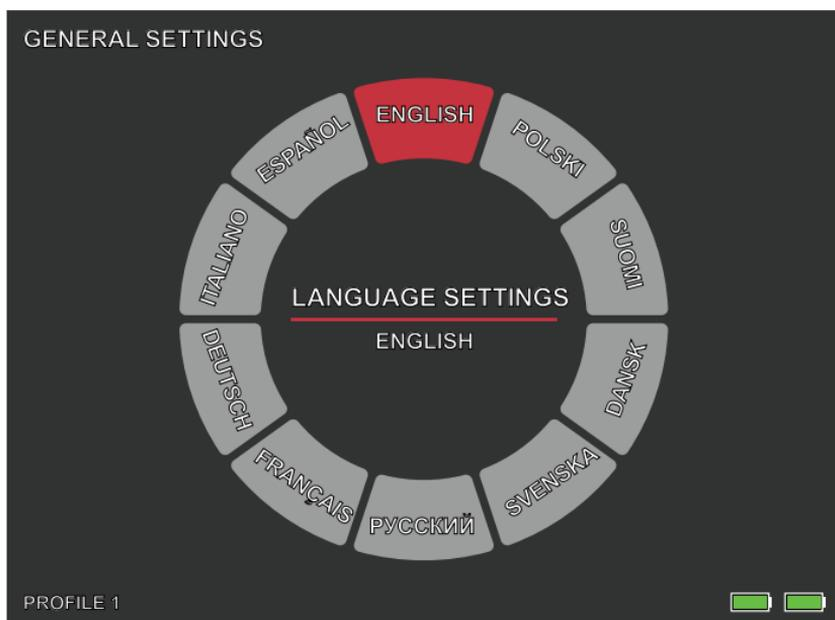 GENERAL SETTINGS
ENGLISH
POLSKI
SUOMI
DANSK
SVENSKA
РУССКИЙ
FRANÇAIS
DEUTSCH
ITALIANO
ESPAÑOL
LANGUAGE SETTINGS
ENGLISH
PROFILE 1